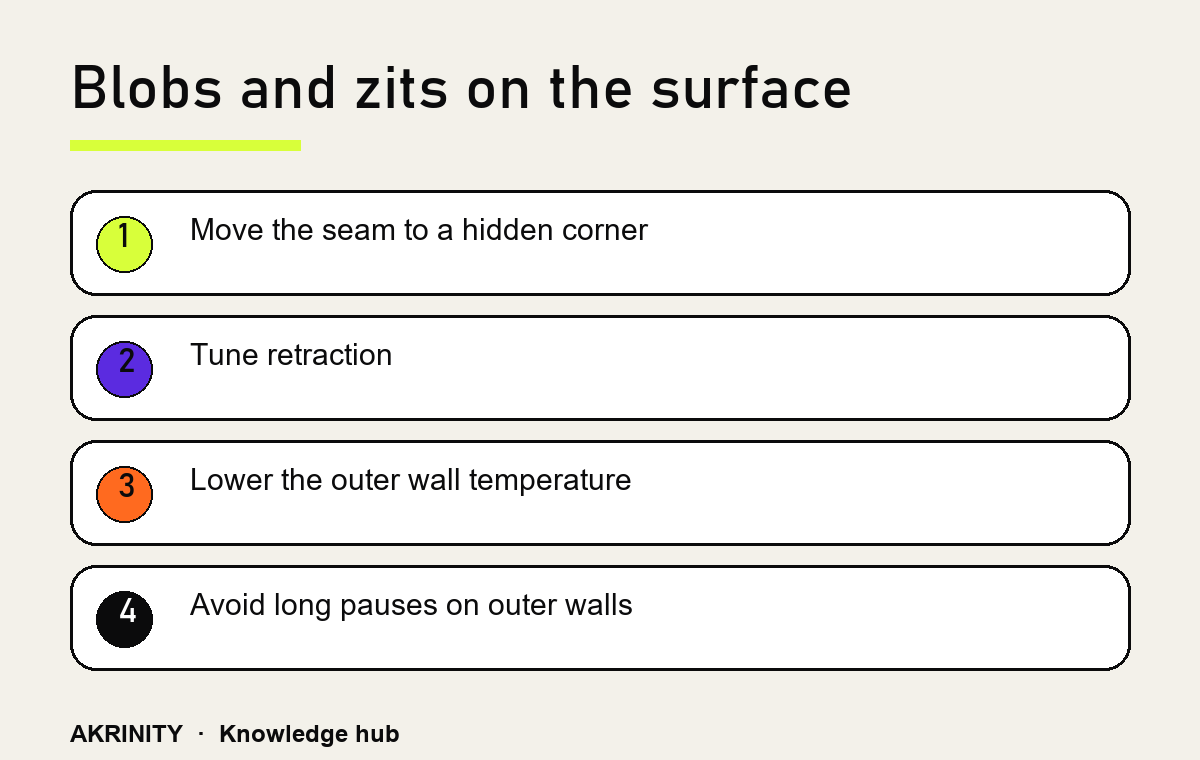 Blobs and zits on the surface
1 Move the seam to a hidden corner
2 Tune retraction
3 Lower the outer wall temperature
4 Avoid long pauses on outer walls
AKRINITY · Knowledge hub